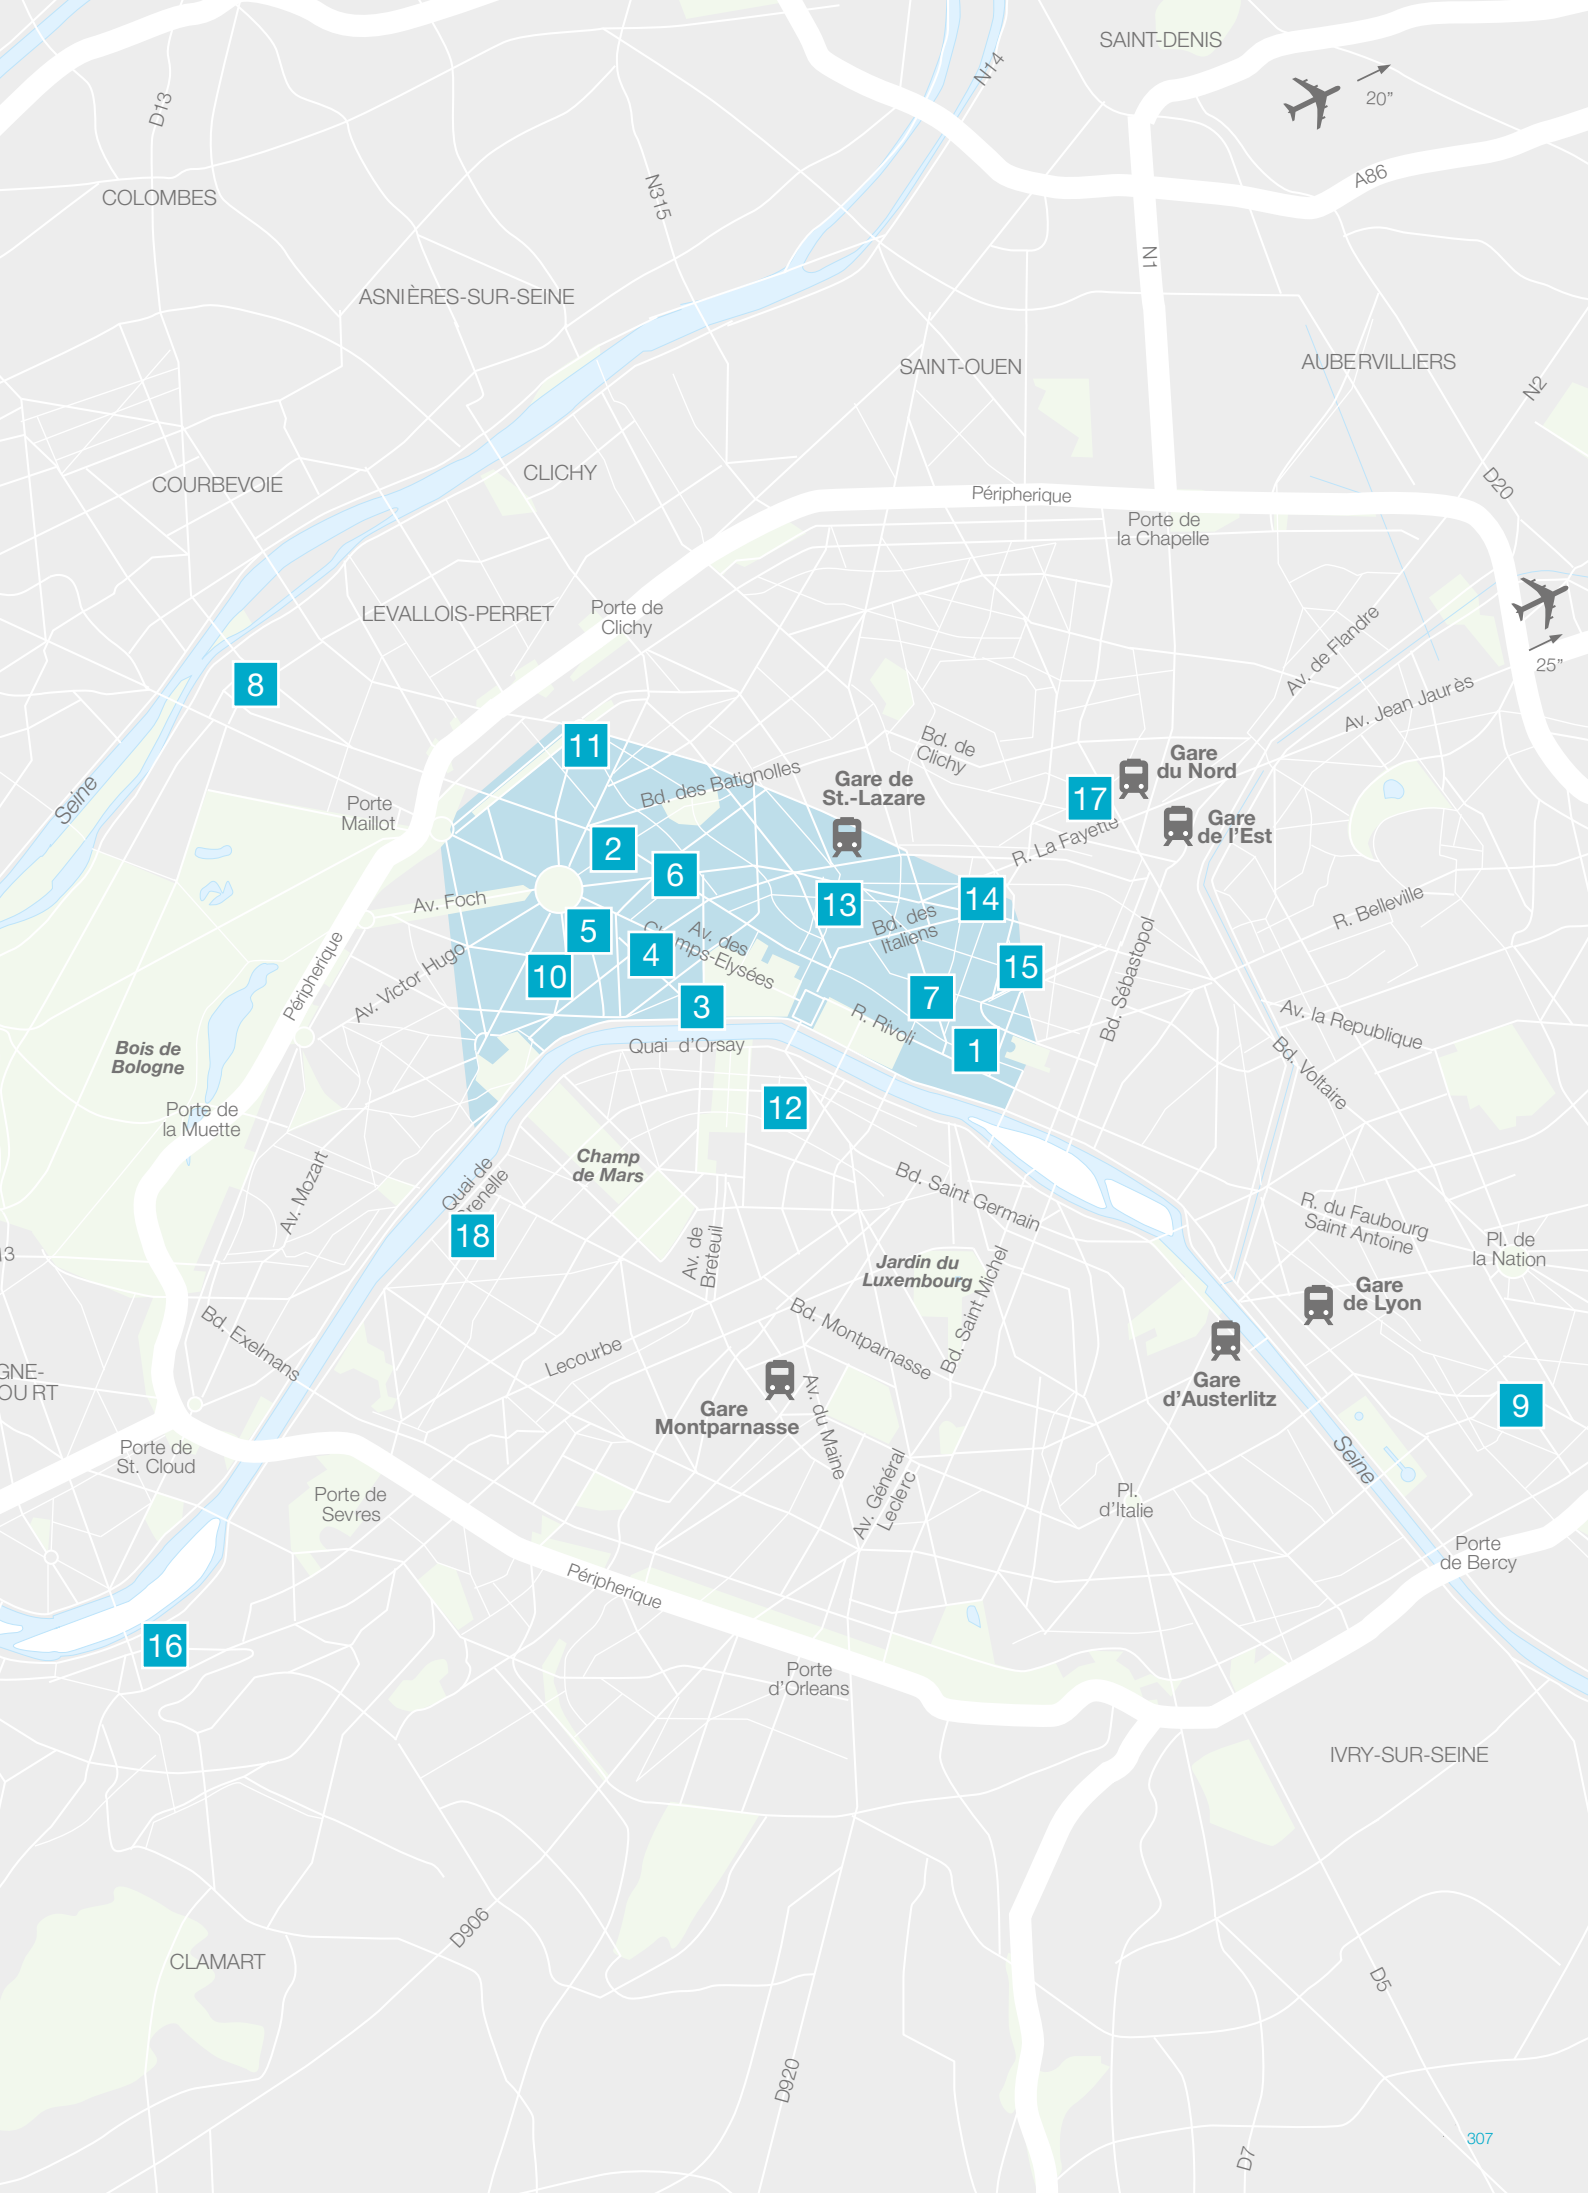 SAINT-DENIS
N14
20”
D13
A86
COLOMBES
N315
N1
ASNIÈRES-SUR-SEINE
SAINT-OUEN
AUBERVILLIERS
N2
CLICHY
COURBEVOIE
D20
Péripherique
Porte de
la Chapelle
LEVALLOIS-PERRET
Porte de
Clichy
Av. de Flandre
25”
8
Av. Jean Jaurès
11
Bd. de
Clichy
Gare
du Nord
Bd. des Batignolles
Gare de
St.-Lazare
17
Seine
Porte
Maillot
Gare
de l’Est
R. La Fayette
2
6
13
14
Av. Foch
R. Belleville
Bd. des
Italiens
5
Av. des
Champs-Elysées
4
15
10
Av. Victor Hugo
Péripherique
Bd. Sébastopol
7
3
R. Rivoli
Av. la Republique
Quai d’Orsay
1
Bois de
Bologne
Bd. Voltaire
12
Porte de
la Muette
Champ
de Mars
Av. Mozart
Quai de
Grenelle
Bd. Saint Germain
R. du Faubourg
Saint Antoine
18
Av. de
Breteuil
Pl. de
la Nation
13
Jardin du
Luxembourg
Bd. Saint Michel
Gare
de Lyon
Bd. Exelmans
Bd. Montparnasse
Lecourbe
GNE-
OURT
Gare
d’Austerlitz
Gare
Montparnasse
Av. du Maine
9
Porte de
St. Cloud
Seine
Porte de
Sevres
Av. Général
Leclerc
Pl.
d’Italie
Porte
de Bercy
Péripherique
16
Porte
d’Orleans
IVRY-SUR-SEINE
D906
CLAMART
D5
D920
307
D7